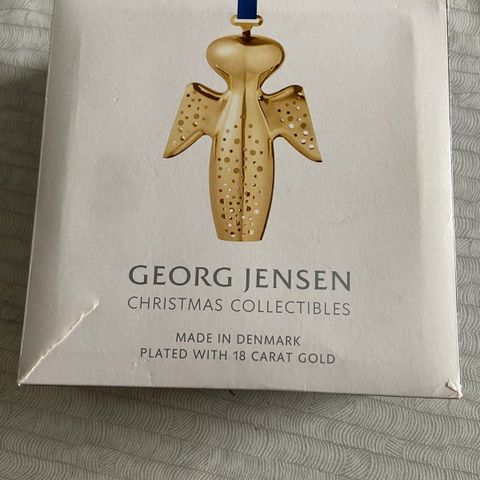 GEORG JENSEN
CHRISTMAS COLLECTIBLES
MADE IN DENMARK
PLATED WITH 18 CARAT GOLD